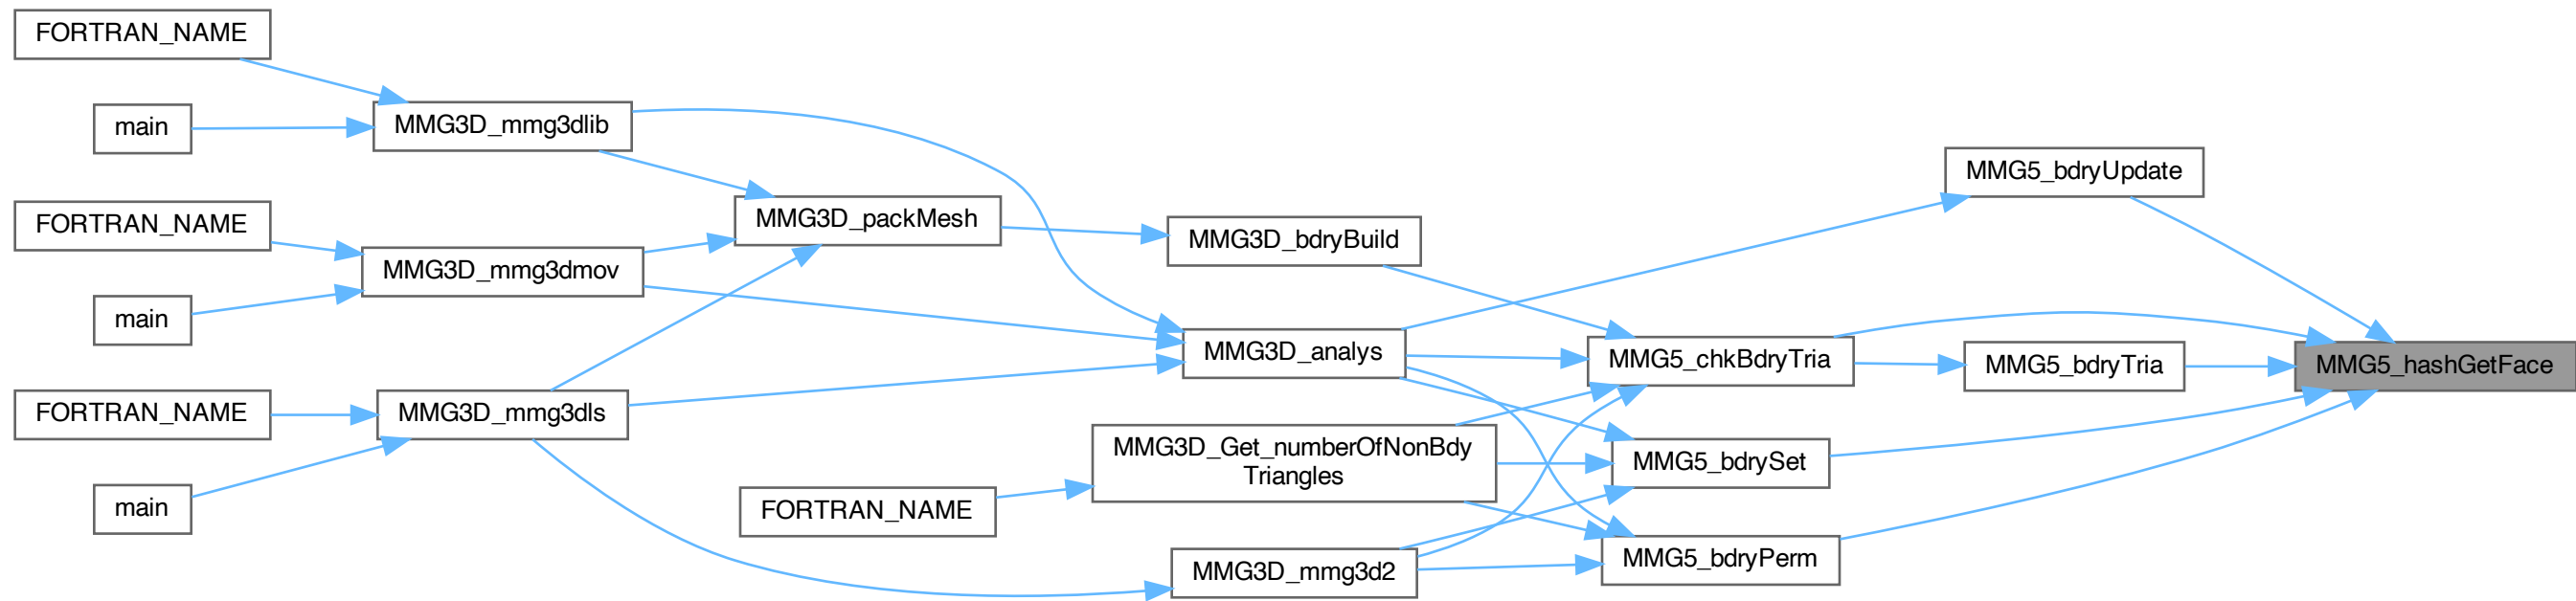 FORTRAN_NAME
main
MMG3D_mmg3dlib
FORTRAN_NAME
main
MMG3D_mmg3dmov
FORTRAN_NAME
main
MMG3D_mmg3dls
MMG3D_packMesh
FORTRAN_NAME
MMG3D_bdryBuild
MMG3D_analys
MMG3D_Get_numberOfNonBdy
Triangles
MMG3D_mmg3d2
MMG5_chkBdryTria
MMG5_bdrySet
MMG5_bdryPerm
MMG5_bdryUpdate
MMG5_bdryTria
MMG5_hashGetFace